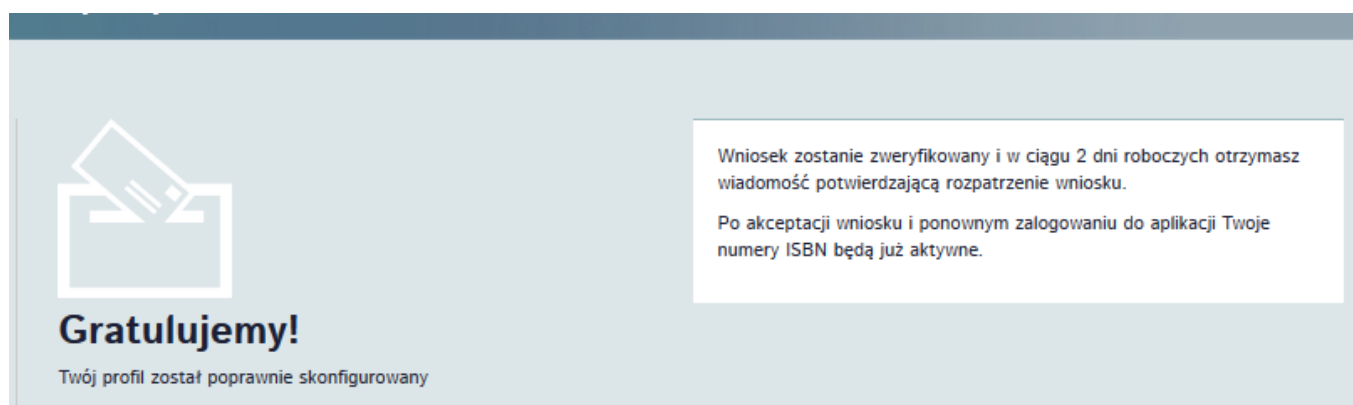 Gratulujemy!
Twój profil został poprawnie skonfigurowany
Wniosek zostanie zweryfikowany i w ciągu 2 dni roboczych otrzymasz
wiadomość potwierdzającą rozpatrzenie wniosku.
Po akceptacji wniosku i ponownym zalogowaniu do aplikacji Twoje
numery ISBN będą już aktywne.